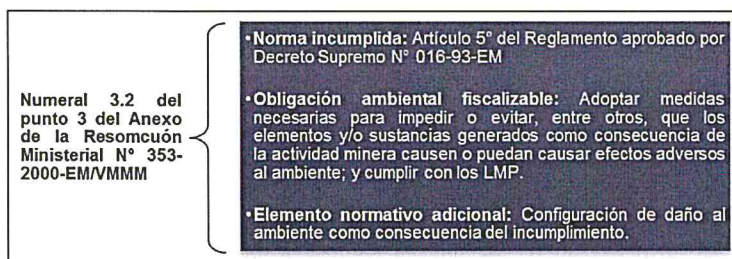 Numeral 3.2 del
punto 3 del Anexo
de la Resomcuón
Ministerial N° 353-
2000-EM/VMMM
•Norma incumplida: Artículo 5° del Reglamento aprobado por
Decreto Supremo N° 016-93-EM
•Obligación ambiental fiscalizable: Adoptar medidas
necesarias para impedir o evitar, entre otros, que los
elementos y/o sustancias generados como consecuencia de
la actividad minera causen o puedan causar efectos adversos
al ambiente; y cumplir con los LMP.
•Elemento normativo adicional: Configuración de daño al
ambiente como consecuencia del incumplimiento.